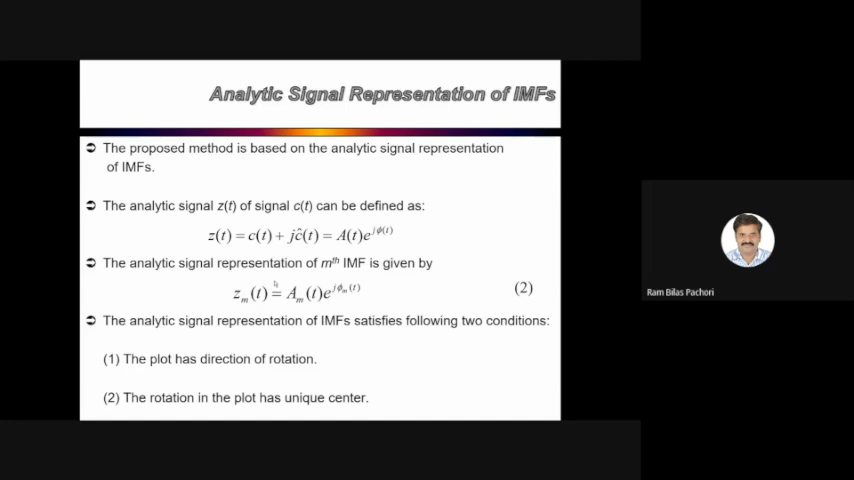 Analytic Signal Representation of IMFs
➲ The proposed method is based on the analytic signal representation
of IMFs.
➲ The analytic signal z(t) of signal c(t) can be defined as:
z(t) = c(t) + jĉ(t) = A(t)e^{jϕ(t)}
➲ The analytic signal representation of m^{th} IMF is given by
z_m(t) = A_m(t)e^{jϕ_m(t)} (2)
➲ The analytic signal representation of IMFs satisfies following two conditions:
(1) The plot has direction of rotation.
(2) The rotation in the plot has unique center.
Ram Bilas Pachori